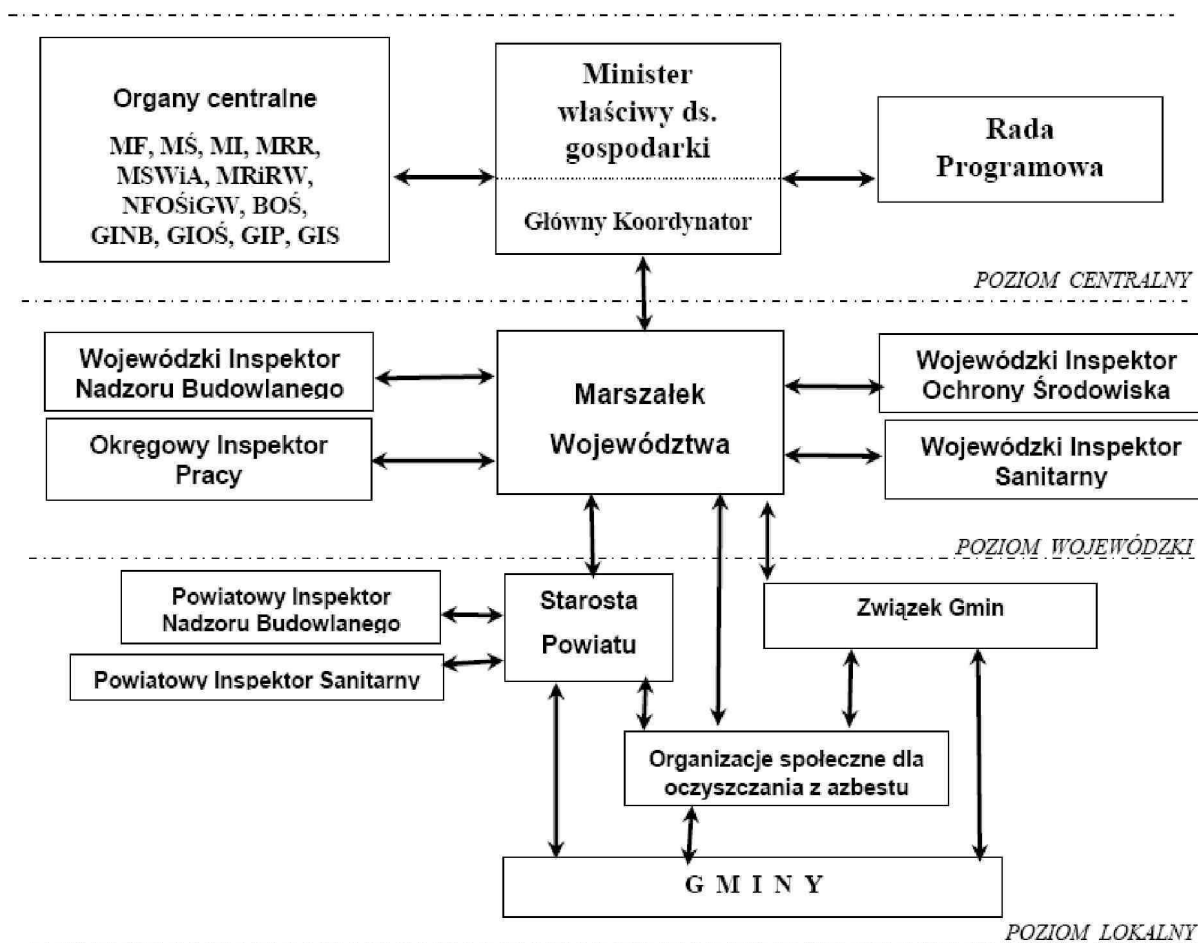 Organy centralne
MF, MŚ, MI, MRR,
MSWiA, MRiRW,
NFOŚiGW, BOŚ,
GINB, GIOŚ, GIP, GIS
Minister
właściwy ds.
gospodarki
Główny Koordynator
Rada
Programowa
POZIOM CENTRALNY
Wojewódzki Inspektor
Nadzoru Budowlanego
Okręgowy Inspektor
Pracy
Marszałek
Województwa
Wojewódzki Inspektor
Ochrony Środowiska
Wojewódzki Inspektor
Sanitarny
POZIOM WOJEWÓDZKI
Powiatowy Inspektor
Nadzoru Budowlanego
Powiatowy Inspektor Sanitarny
Starosta
Powiatu
Związek Gmin
Organizacje społeczne dla
oczyszczania z azbestu
G M I N Y
POZIOM LOKALNY